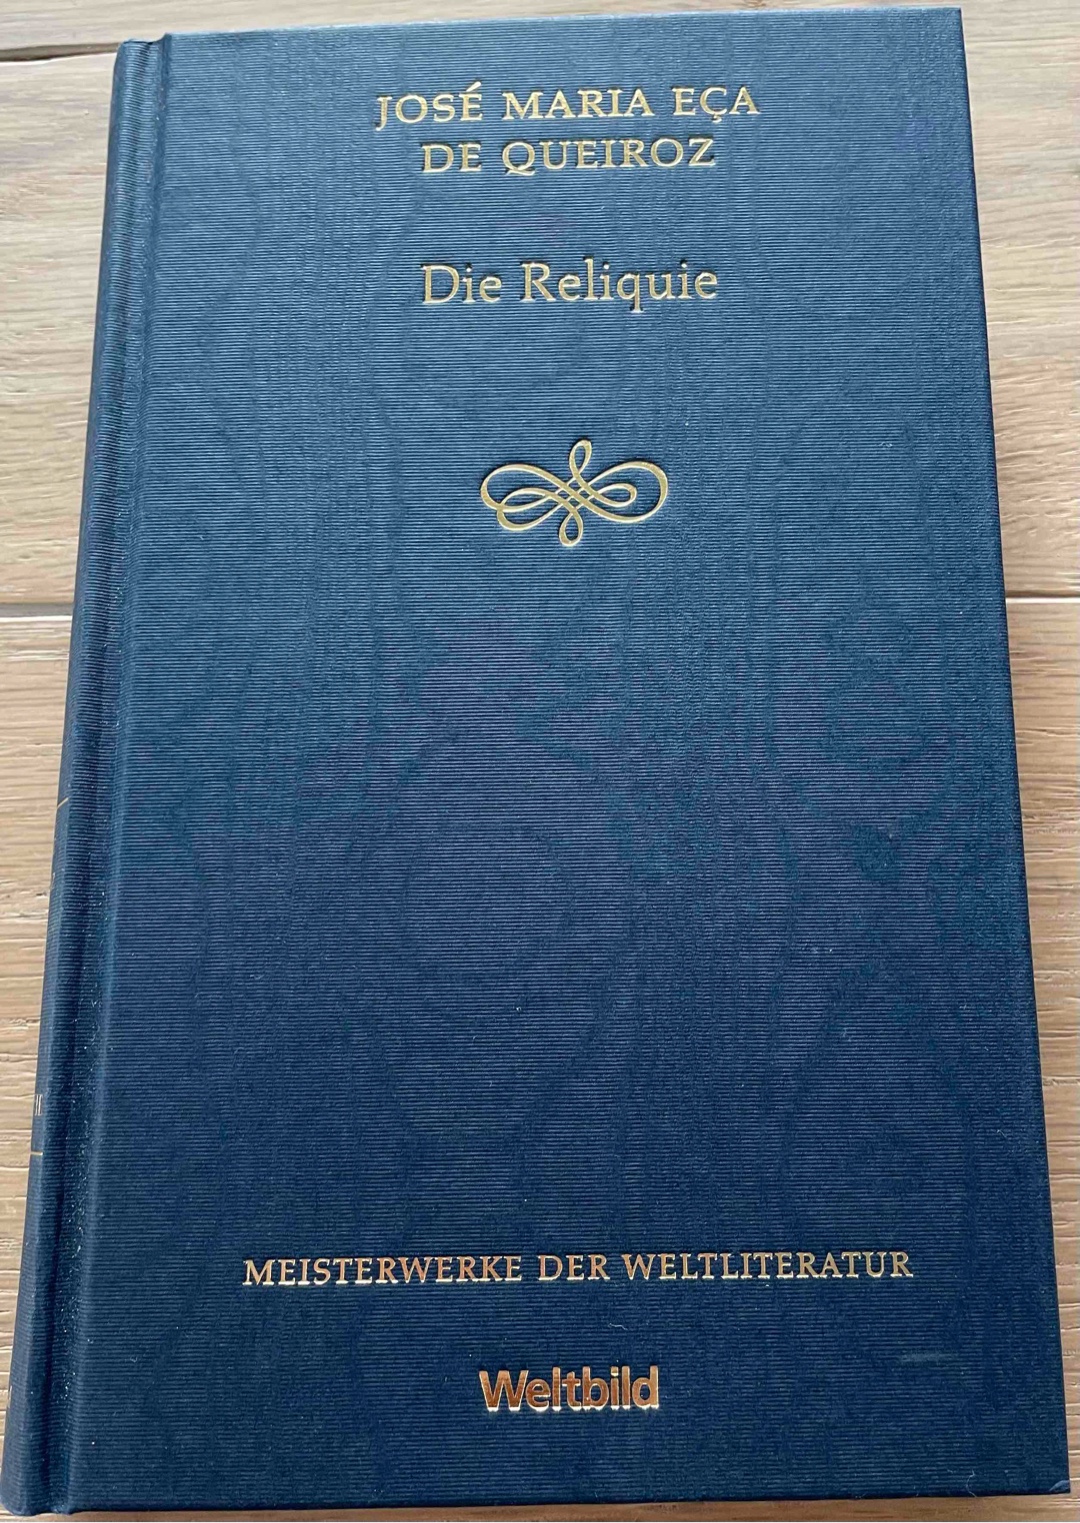 JOSÉ MARIA EÇA
DE QUEIROZ
Die Reliquie
MEISTERWERKE DER WELTLITERATUR
Weltbild